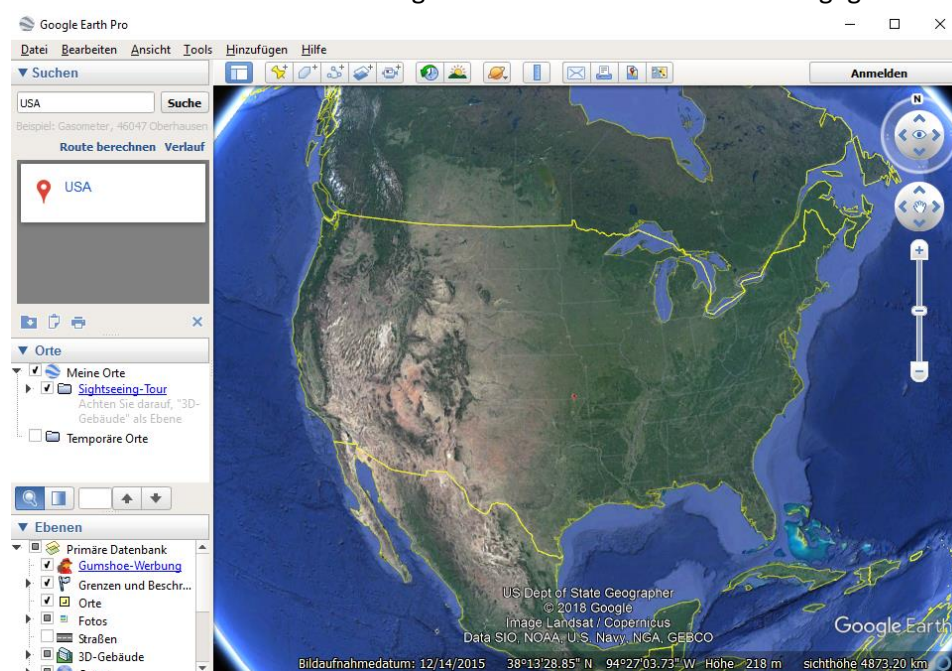 Google Earth Pro
Datei Bearbeiten Ansicht Tools Hinzufügen Hilfe
Suchen
Anmelden
USA
Suche
Beispiel: Gasometer, 46047 Oberhausen
Route berechnen Verlauf
USA
N
Orte
Meine Orte
Sightseeing-Tour
Achten Sie darauf, "3D-
Gebäude" als Ebene
Temporäre Orte
Ebenen
Primäre Datenbank
Gumshoe-Werbung
Grenzen und Beschr...
Orte
Fotos
Straßen
3D-Gebäude
US Dept of State Geographer
© 2018 Google
Image Landsat / Copernicus
Data SIO, NOAA, U.S. Navy, NGA, GEBCO
Google Earth
Bildaufnahmedatum: 12/14/2015 38°13'28.85" N 94°27'03.73" W Höhe 218 m sichthöhe 4873.20 km